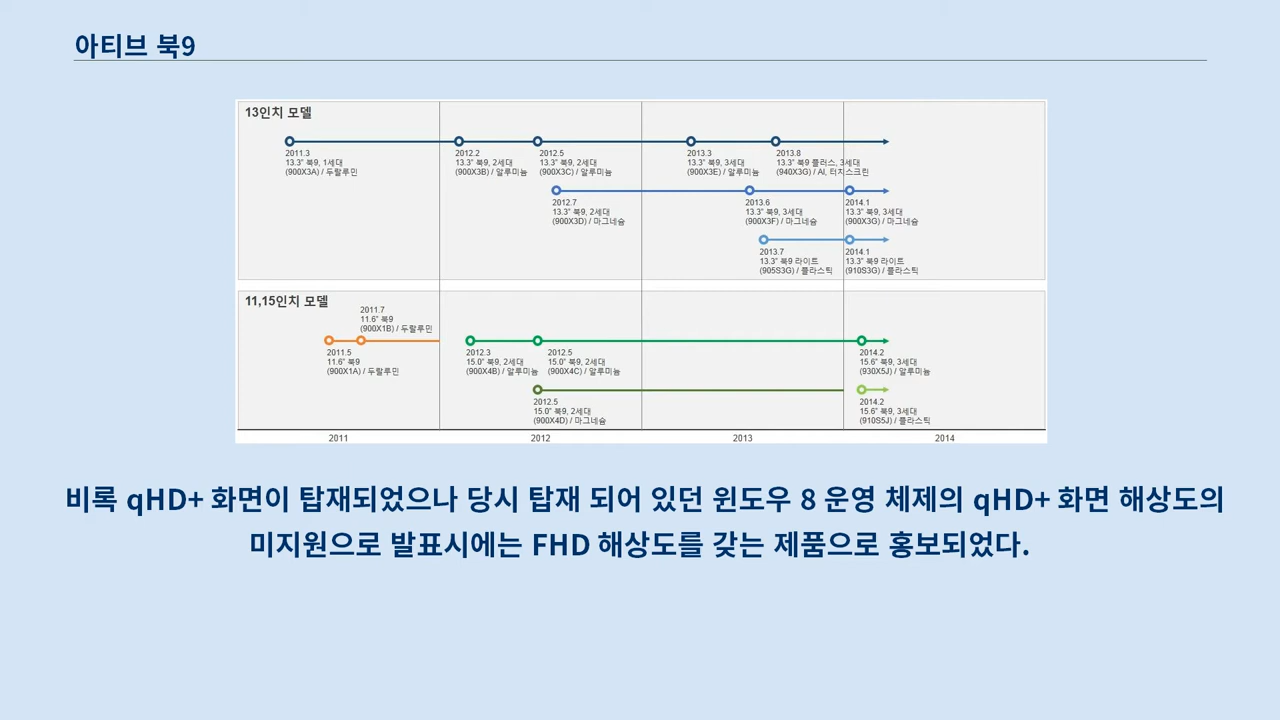 아티브 북9
13인치 모델
2011.3
13.3" 북9, 1세대
(900X3A) / 두랄루민
2012.2
13.3" 북9, 2세대
(900X3B) / 알루미늄
2012.5
13.3" 북9, 2세대
(900X3C) / 알루미늄
2013.3
13.3" 북9, 3세대
(900X3E) / 알루미늄
2013.8
13.3" 북9 플러스, 3세대
(940X3G) / Al, 터치스크린
2012.7
13.3" 북9, 2세대
(900X3D) / 마그네슘
2013.6
13.3" 북9, 3세대
(900X3F) / 마그네슘
2014.1
13.3" 북9, 3세대
(900X3G) / 마그네슘
2013.7
13.3" 북9 라이트
(905S3G) / 플라스틱
2014.1
13.3" 북9 라이트
(910S3G) / 플라스틱
11,15인치 모델
2011.7
11.6" 북9
(900X1B) / 두랄루민
2011.5
11.6" 북9
(900X1A) / 두랄루민
2012.3
15.0" 북9, 2세대
(900X4B) / 알루미늄
2012.5
15.0" 북9, 2세대
(900X4C) / 알루미늄
2014.2
15.6" 북9, 3세대
(930X5J) / 알루미늄
2012.5
15.0" 북9, 2세대
(900X4D) / 마그네슘
2014.2
15.6" 북9, 3세대
(910S5J) / 플라스틱
2011
2012
2013
2014
비록 qHD+ 화면이 탑재되었으나 당시 탑재 되어 있던 윈도우 8 운영 체제의 qHD+ 화면 해상도의
미지원으로 발표시에는 FHD 해상도를 갖는 제품으로 홍보되었다.